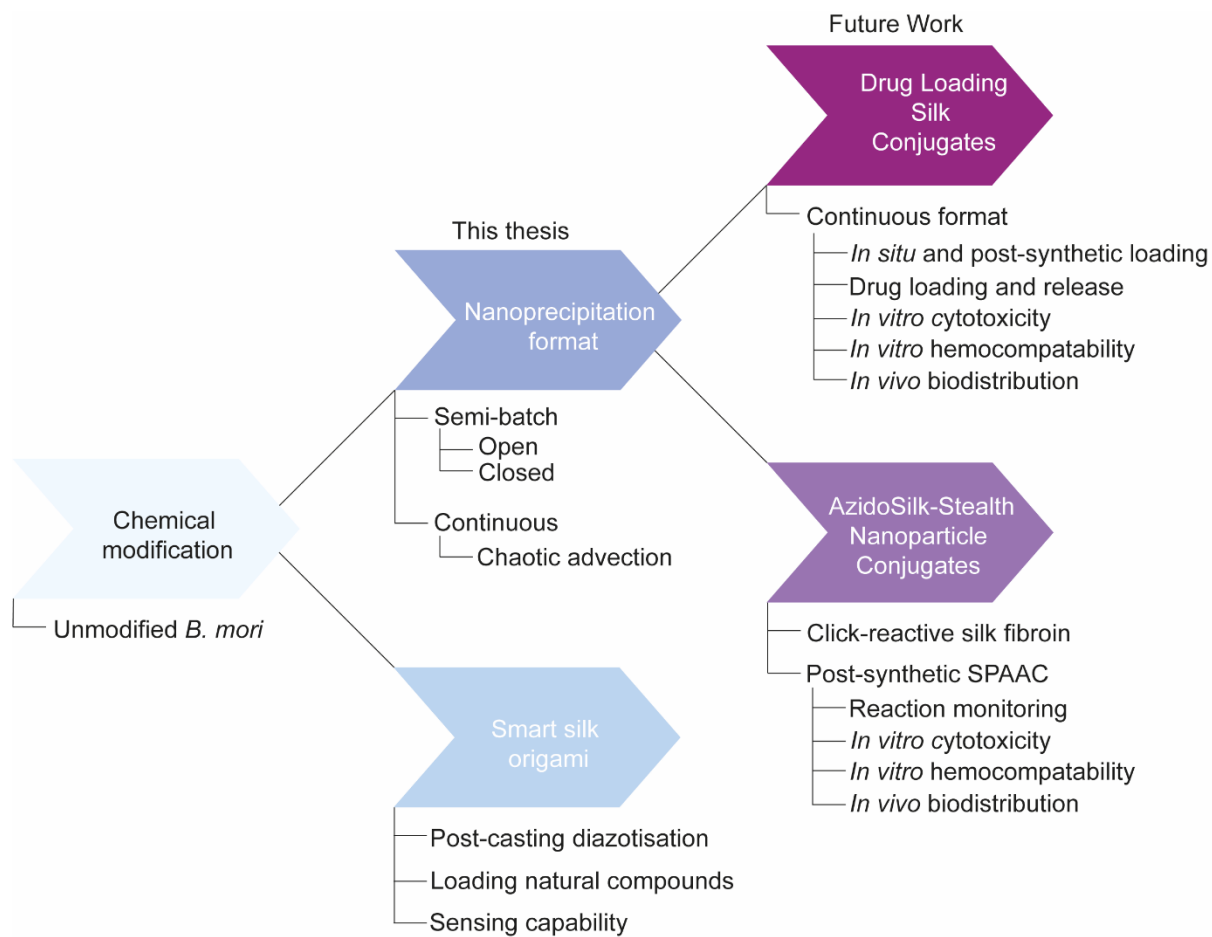 Future Work
Drug Loading
Silk
Conjugates
Continuous format
In situ and post-synthetic loading
Drug loading and release
In vitro cytotoxicity
In vitro hemocompatability
In vivo biodistribution
This thesis
Nanoprecipitation
format
Semi-batch
Open
Closed
Continuous
Chaotic advection
Chemical
modification
Unmodified B. mori
AzidoSilk-Stealth
Nanoparticle
Conjugates
Click-reactive silk fibroin
Post-synthetic SPAAC
Reaction monitoring
In vitro cytotoxicity
In vitro hemocompatability
In vivo biodistribution
Smart silk
origami
Post-casting diazotisation
Loading natural compounds
Sensing capability